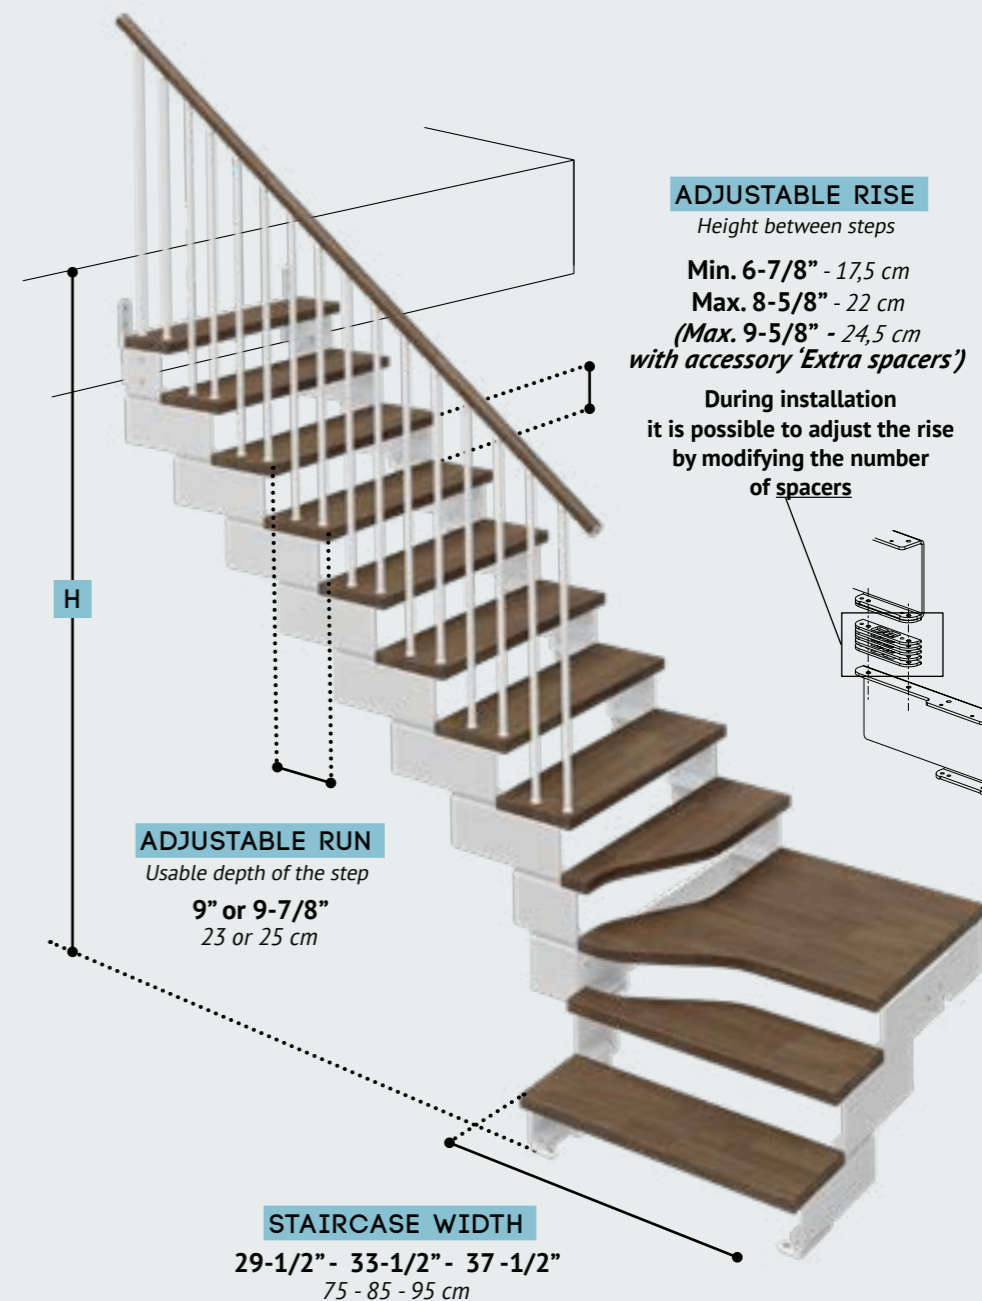 ADJUSTABLE RISE
Height between steps
Min. 6-7/8” - 17,5 cm
Max. 8-5/8” - 22 cm
(Max. 9-5/8” - 24,5 cm
with accessory ‘Extra spacers’)
During installation
it is possible to adjust the rise
by modifying the number
of spacers
H
ADJUSTABLE RUN
Usable depth of the step
9” or 9-7/8”
23 or 25 cm
STAIRCASE WIDTH
29-1/2” - 33-1/2” - 37 -1/2”
75 - 85 - 95 cm